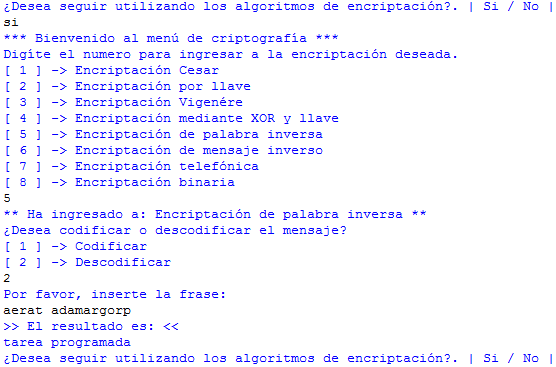 ¿Desea seguir utilizando los algoritmos de encriptación?. | Si / No |
si
*** Bienvenido al menú de criptografía ***
Digíte el numero para ingresar a la encriptación deseada.
[ 1 ] -> Encriptación Cesar
[ 2 ] -> Encriptación por llave
[ 3 ] -> Encriptación Vigenére
[ 4 ] -> Encriptación mediante XOR y llave
[ 5 ] -> Encriptación de palabra inversa
[ 6 ] -> Encriptación de mensaje inverso
[ 7 ] -> Encriptación telefónica
[ 8 ] -> Encriptación binaria
5
** Ha ingresado a: Encriptación de palabra inversa **
¿Desea codificar o descodificar el mensaje?
[ 1 ] -> Codificar
[ 2 ] -> Descodificar
2
Por favor, inserte la frase:
aerat adamargorp
>> El resultado es: <<
tarea programada
¿Desea seguir utilizando los algoritmos de encriptación?. | Si / No |